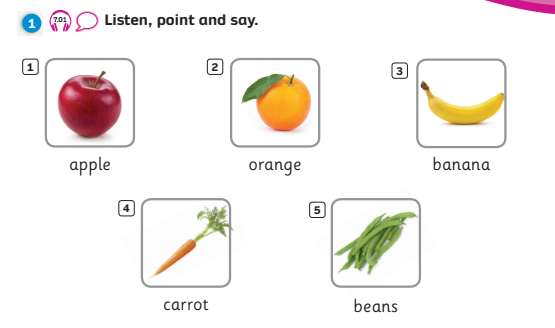 1 7.01 Listen, point and say.
1 2 3
apple orange banana
4 5
carrot beans